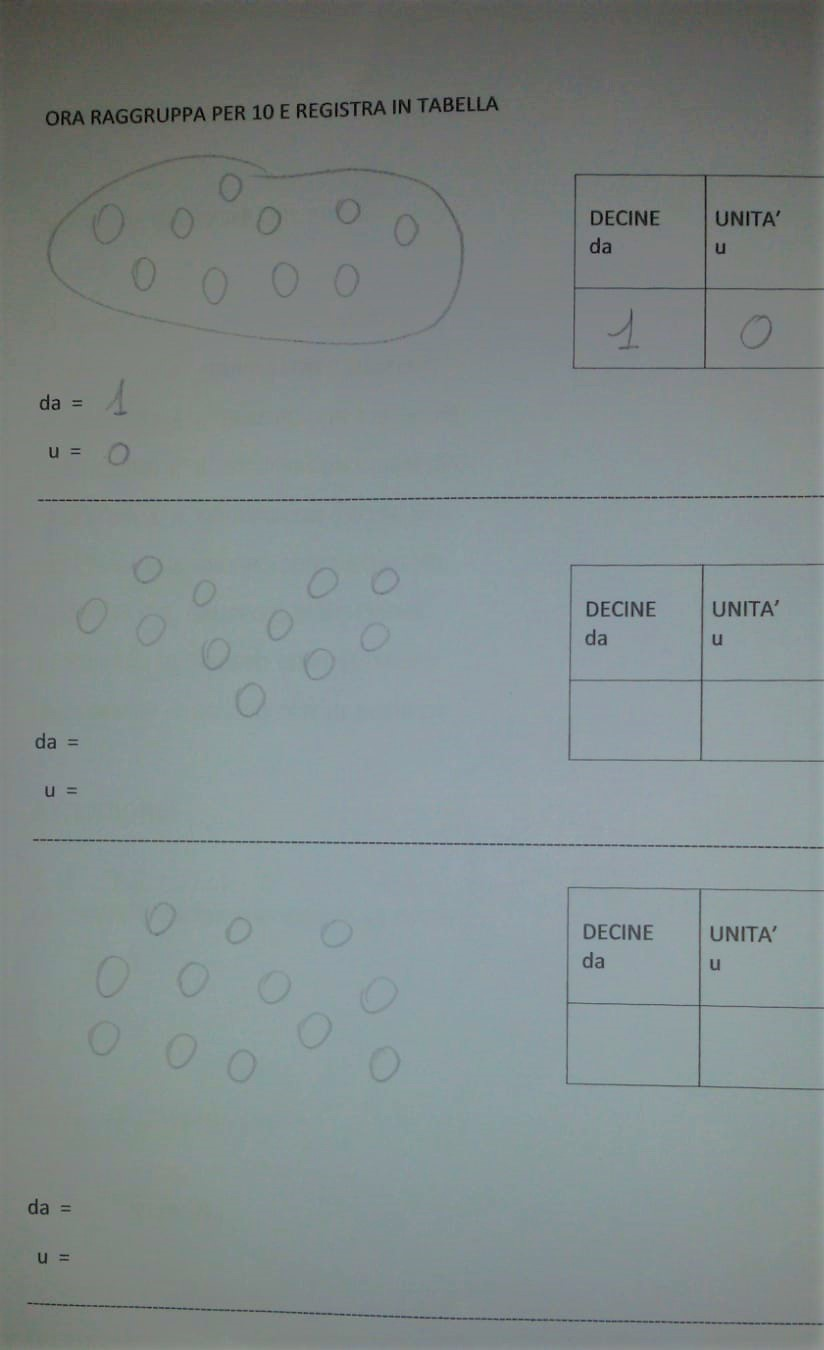 ORA RAGGRUPPA PER 10 E REGISTRA IN TABELLA
DECINE UNITA’
da u
1 0
da = 1
u = 0
DECINE UNITA’
da u
da =
u =
DECINE UNITA’
da u
da =
u =